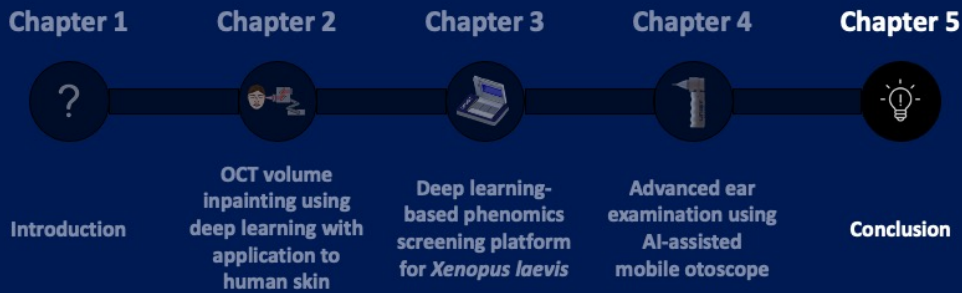 Chapter 1
Chapter 2
Chapter 3
Chapter 4
Chapter 5
?
!
Introduction
OCT volume
inpainting using
deep learning with
application to
human skin
Deep learning-
based phenomics
screening platform
for Xenopus laevis
Advanced ear
examination using
AI-assisted
mobile otoscope
Conclusion